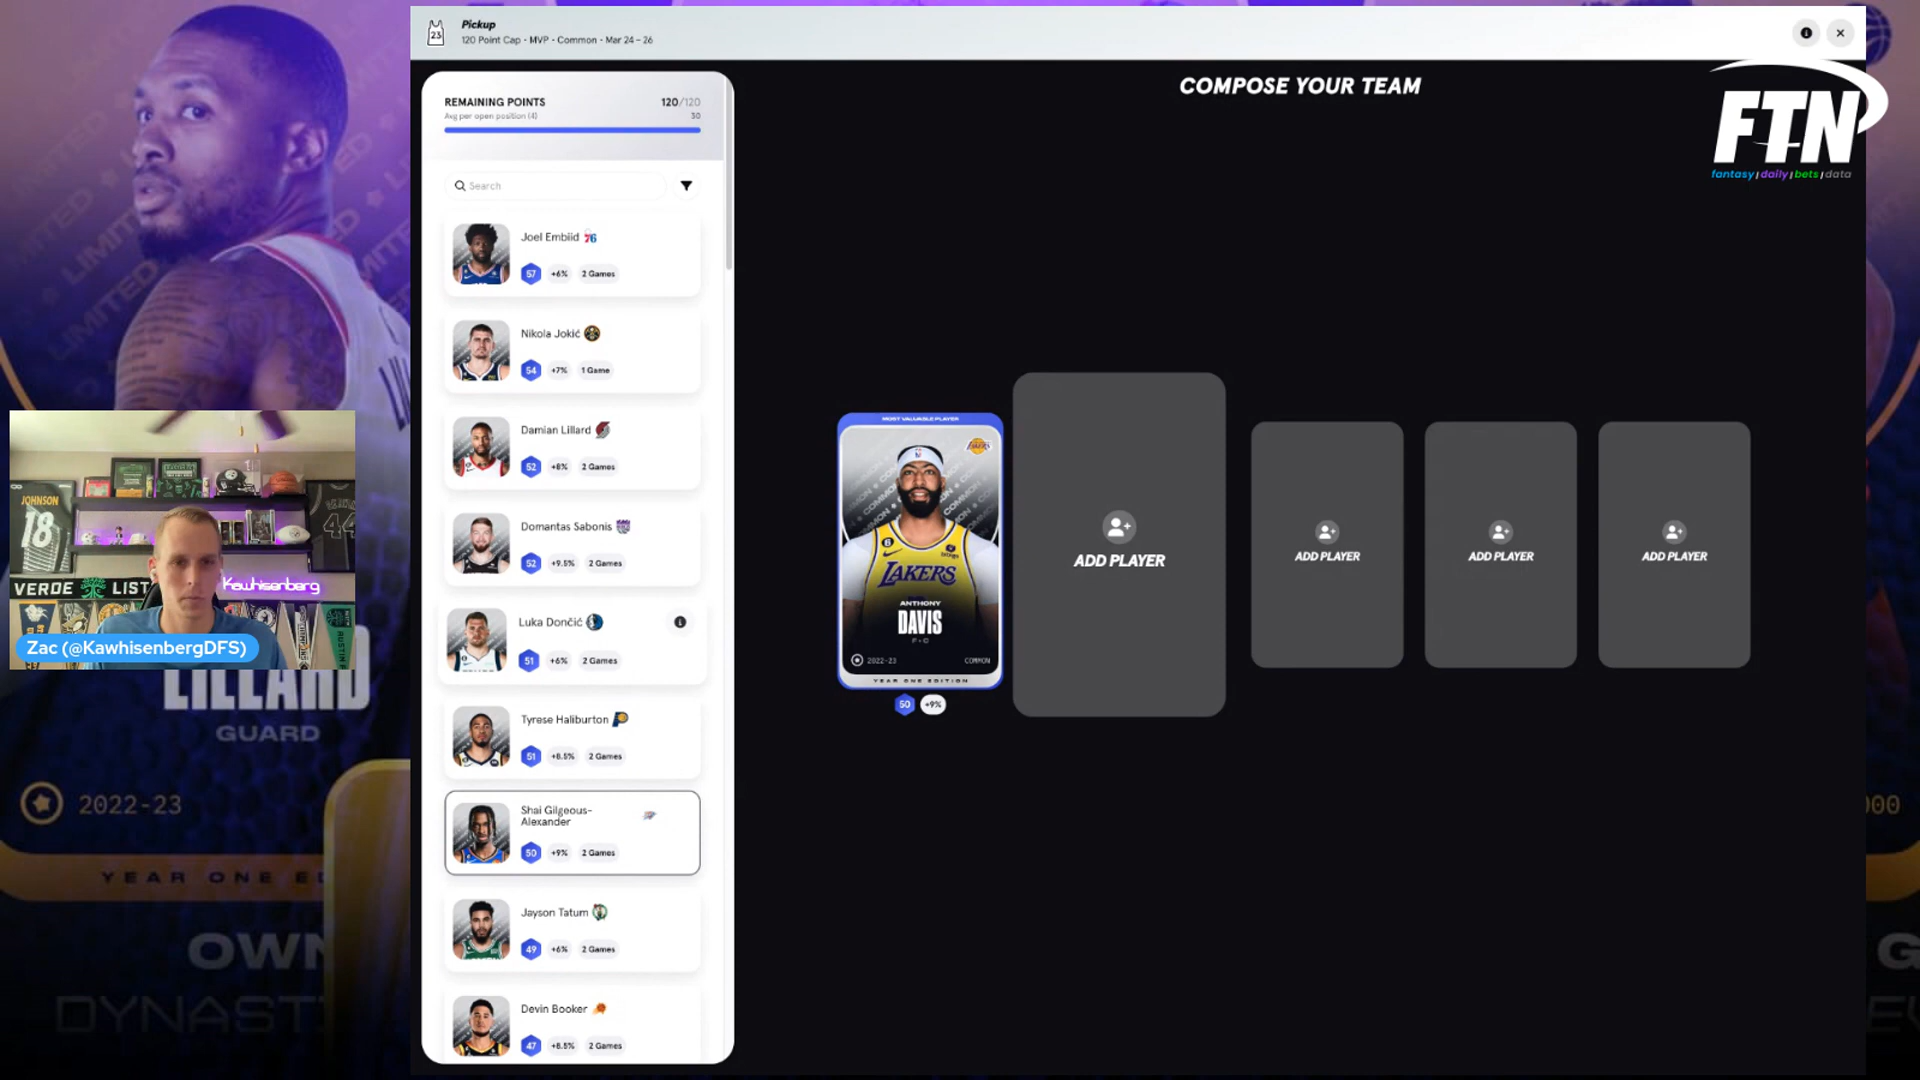 23
Pickup
120 Point Cap • MVP • Common • Mar 24 – 26
COMPOSE YOUR TEAM
FTN
fantasy | daily | bets | data
REMAINING POINTS
120/120
Avg per open position (4)
30
Search
Joel Embiid
57 +6% 2 Games
Nikola Jokić
54 +7% 1 Game
Damian Lillard
52 +8% 2 Games
Domantas Sabonis
52 +9.5% 2 Games
Luka Dončić
51 +6% 2 Games
Tyrese Haliburton
51 +8.5% 2 Games
Shai Gilgeous-
Alexander
50 +9% 2 Games
Jayson Tatum
49 +6% 2 Games
Devin Booker
47 +8.5% 2 Games
MOST VALUABLE PLAYER
COMMON
LAKERS
ANTHONY
DAVIS
F • C
2022-23
COMMON
YEAR ONE EDITION
50 +9%
ADD PLAYER
ADD PLAYER
ADD PLAYER
ADD PLAYER
LIMITED
JOHNSON
18
44
VERDE LIST
Kawhisenberg
Zac (@KawhisenbergDFS)
LILLARD
GUARD
2022-23
YEAR ONE ED
OWN
DYNAST